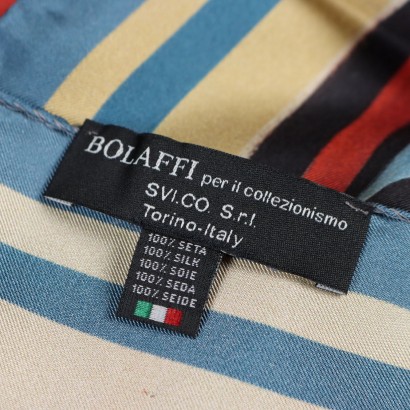 BOLAFFI per il collezionismo
SVI.CO. S.r.l.
Torino-Italy
100% SETA
100% SILK
100% SOIE
100% SEDA
100% SEIDE